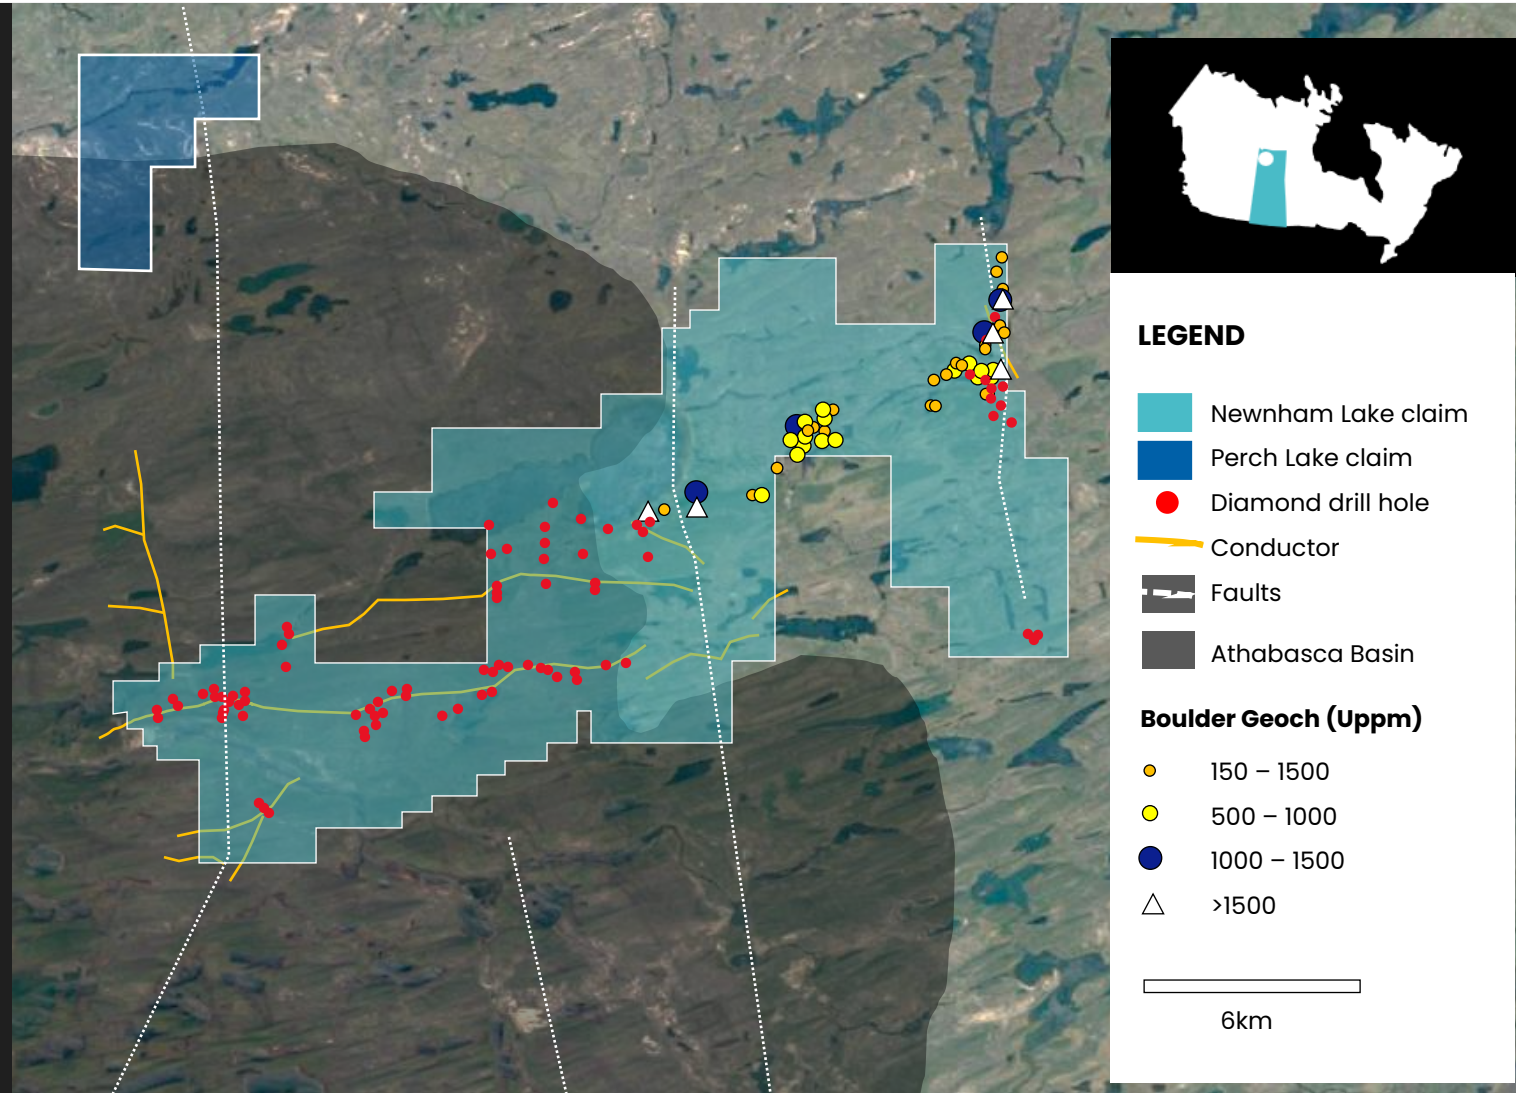 LEGEND
Newnham Lake claim
Perch Lake claim
Diamond drill hole
Conductor
Faults
Athabasca Basin
Boulder Geoch (Uppm)
150 – 1500
500 – 1000
1000 – 1500
>1500
6km